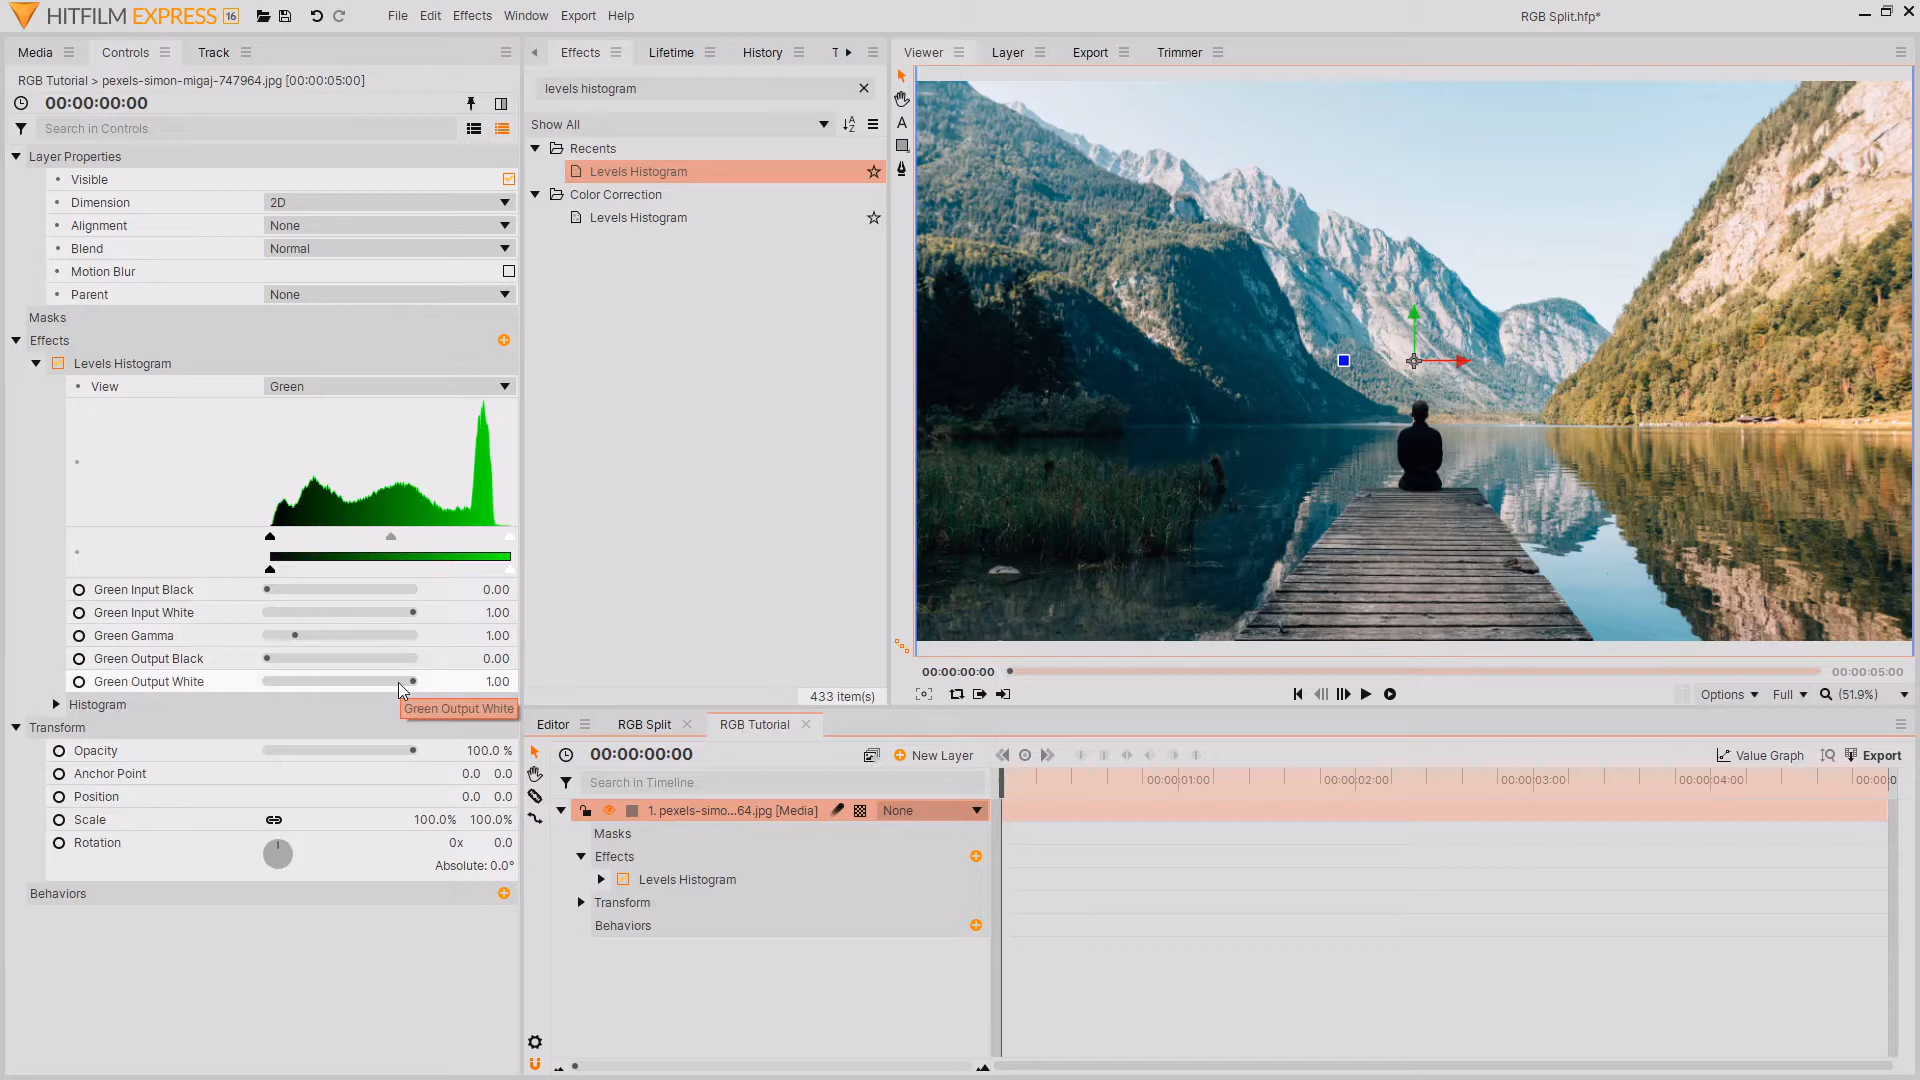 HITFILM EXPRESS 16
File Edit Effects Window Export Help
RGB Split.hfp*
Media Controls Track
RGB Tutorial > pexels-simon-migaj-747964.jpg [00:00:05:00]
00:00:00:00
Search in Controls
Layer Properties
Visible
Dimension 2D
Alignment None
Blend Normal
Motion Blur
Parent None
Masks
Effects
Levels Histogram
View Green
Green Input Black 0.00
Green Input White 1.00
Green Gamma 1.00
Green Output Black 0.00
Green Output White 1.00
Green Output White
Histogram
Transform
Opacity 100.0 %
Anchor Point 0.0 0.0
Position 0.0 0.0
Scale 100.0% 100.0%
Rotation 0x 0.0
Absolute: 0.0°
Behaviors
Effects Lifetime History T
levels histogram
Show All
Recents
Levels Histogram
Color Correction
Levels Histogram
433 item(s)
Viewer Layer Export Trimmer
A
00:00:00:00 00:00:05:00
Options Full (51.9%)
Editor RGB Split RGB Tutorial
00:00:00:00 New Layer Value Graph Export
Search in Timeline
00:00:01:00 00:00:02:00 00:00:03:00 00:00:04:00 00:00:0
1. pexels-simo...64.jpg [Media] None
Masks
Effects
Levels Histogram
Transform
Behaviors